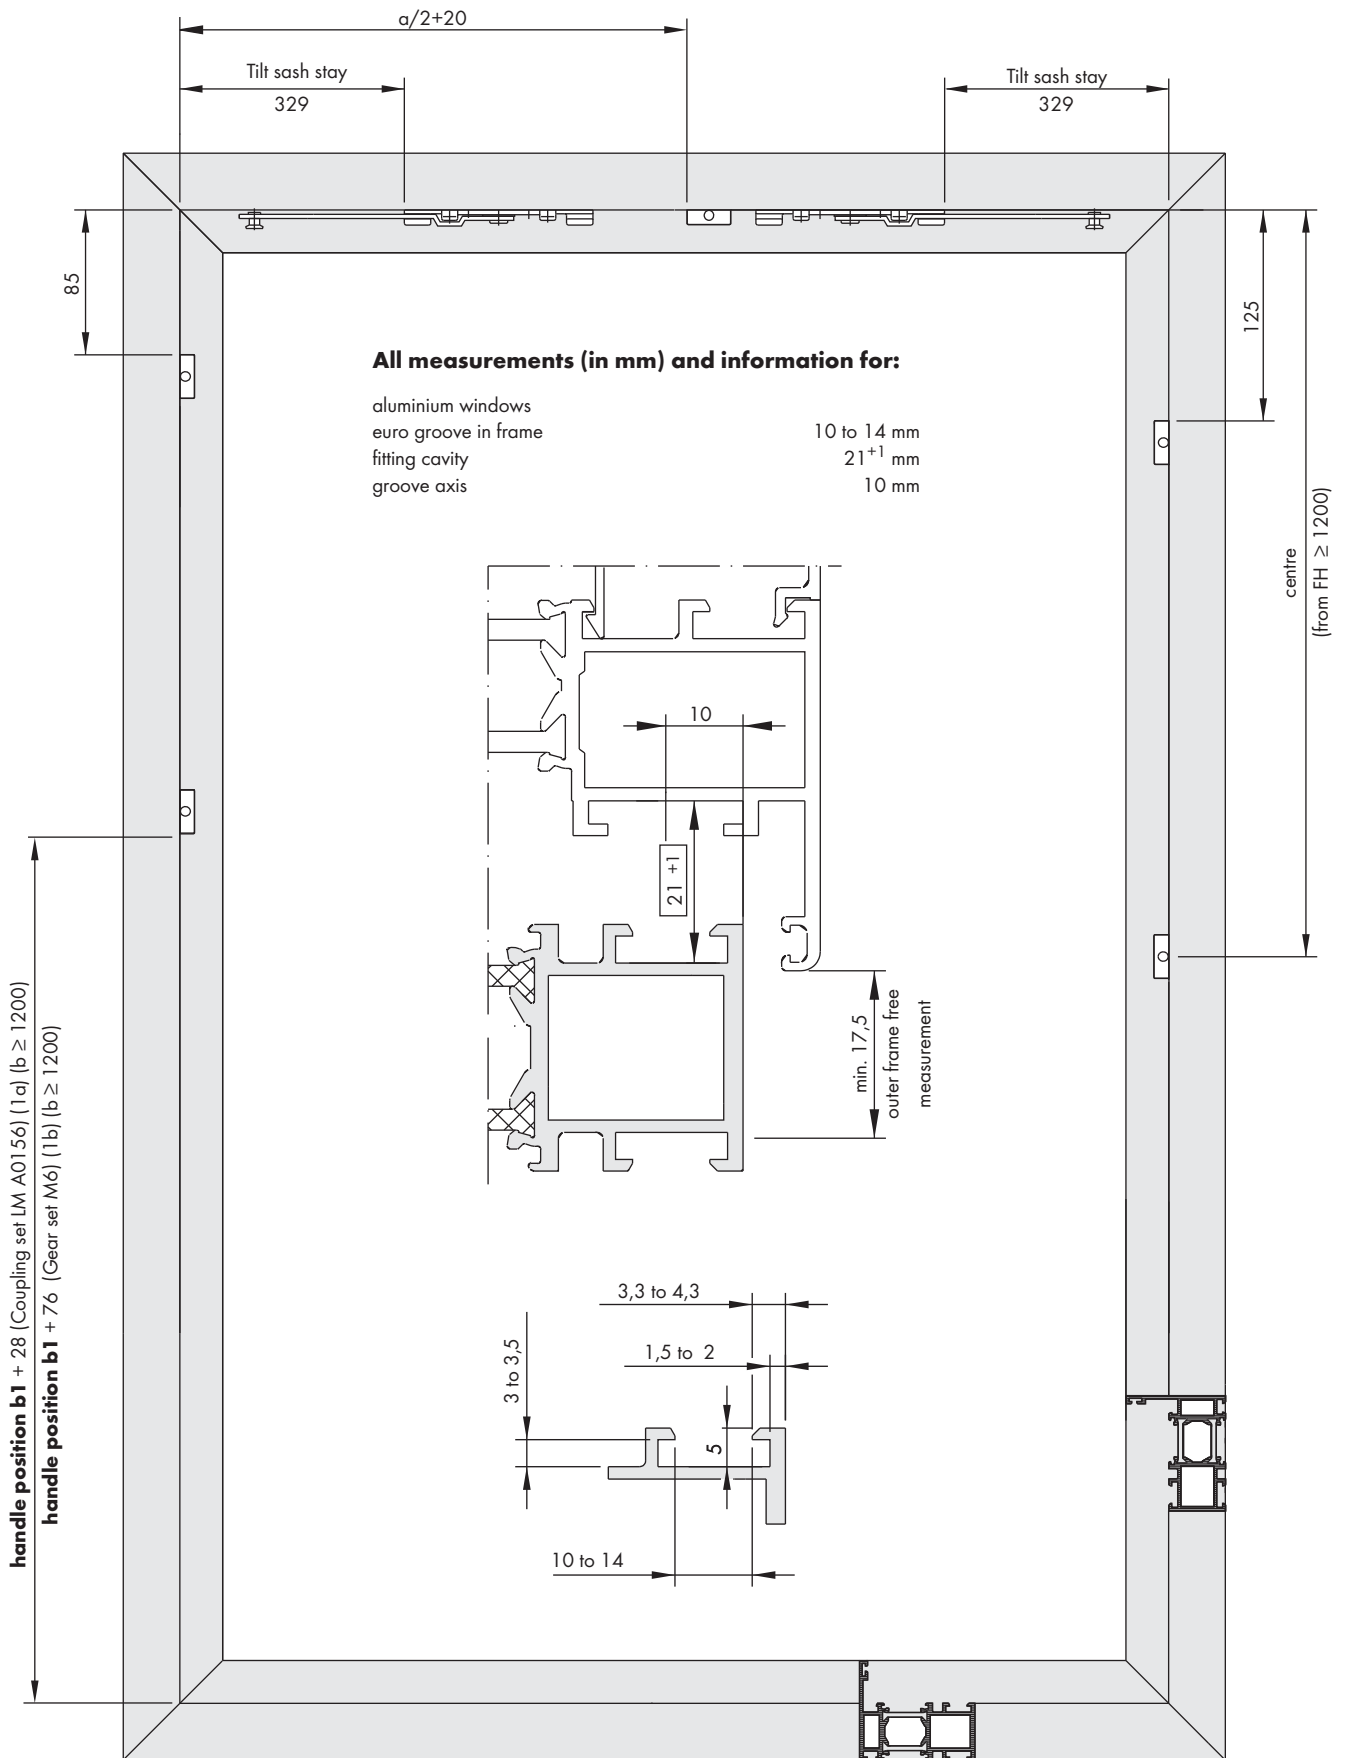 a/2+20
Tilt sash stay
329
Tilt sash stay
329
85
125
centre
(from FH ≥ 1200)
All measurements (in mm) and information for:
aluminium windows
euro groove in frame 10 to 14 mm
fitting cavity 21+1 mm
groove axis 10 mm
10
21 +1
min. 17,5
outer frame free
measurement
handle position b1 + 28 (Coupling set LM A0156) (1a) (b ≥ 1200)
handle position b1 + 76 (Gear set M6) (1b) (b ≥ 1200)
3,3 to 4,3
1,5 to 2
3 to 3,5
5
10 to 14